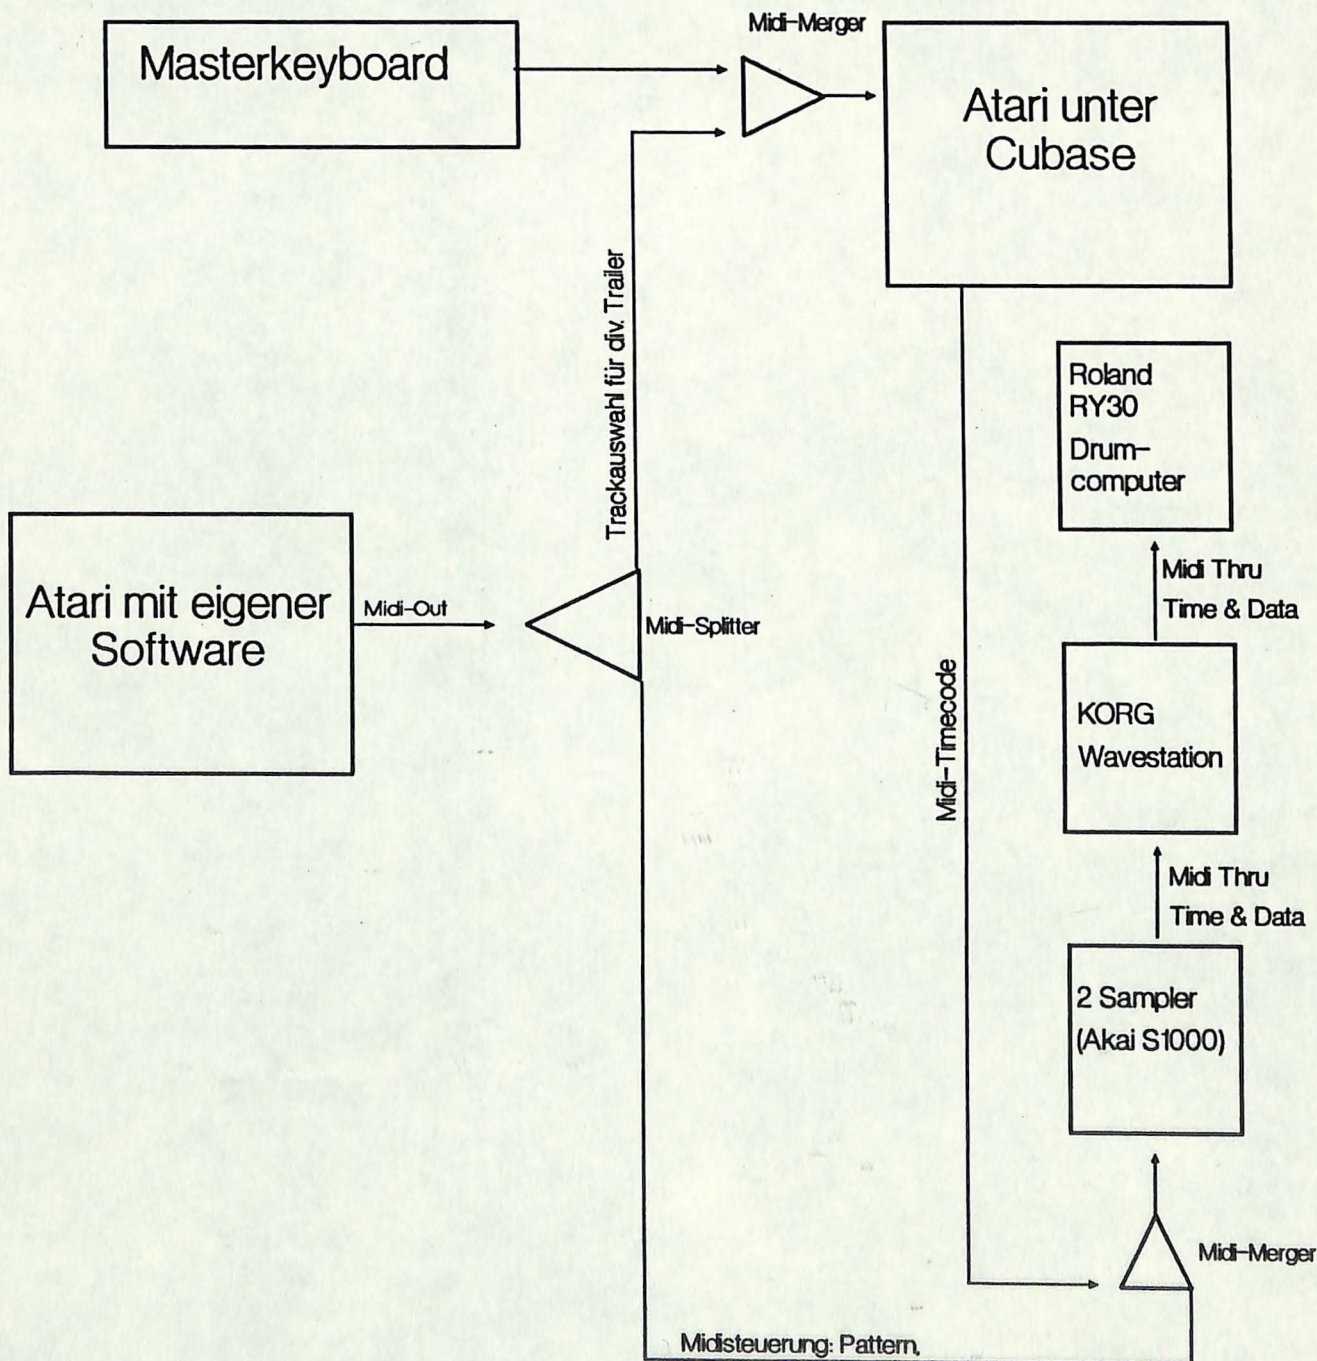 Midi-Merger
Masterkeyboard
Atari unter
Cubase
Trackauswahl für div. Trailer
Roland
RY30
Drum-
computer
Midi Thru
Time & Data
Atari mit eigener
Software
Midi-Out
Midi-Splitter
Midi-Timecode
KORG
Wavestation
Midi Thru
Time & Data
2 Sampler
(Akai S1000)
Midi-Merger
Midisteuerung: Pattern,